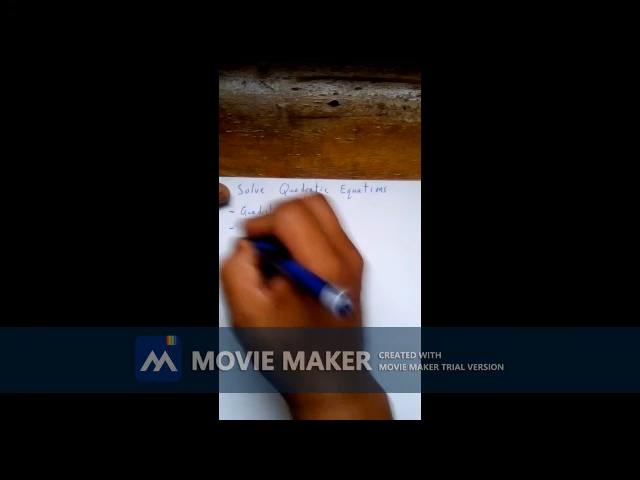 Solve Quadratic Equations
-
-
MOVIE MAKER
CREATED WITH
MOVIE MAKER TRIAL VERSION